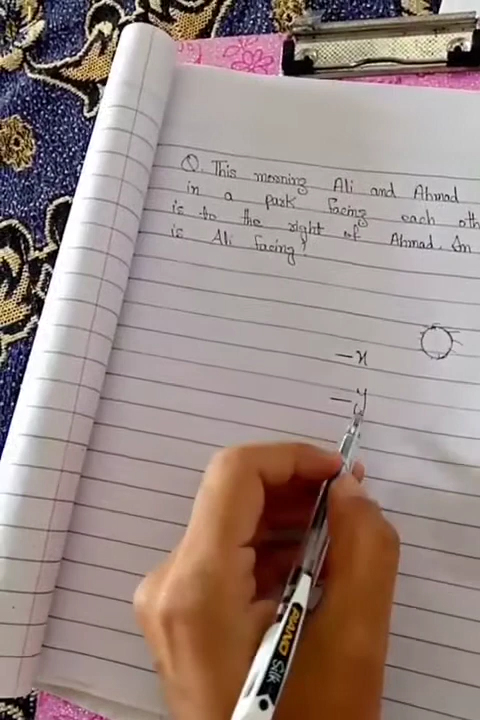 Q. This morning Ali and Ahmad
in a park facing each oth
is to the right of Ahmad. In
is Ali facing?
— x
— y
PIANO Silk